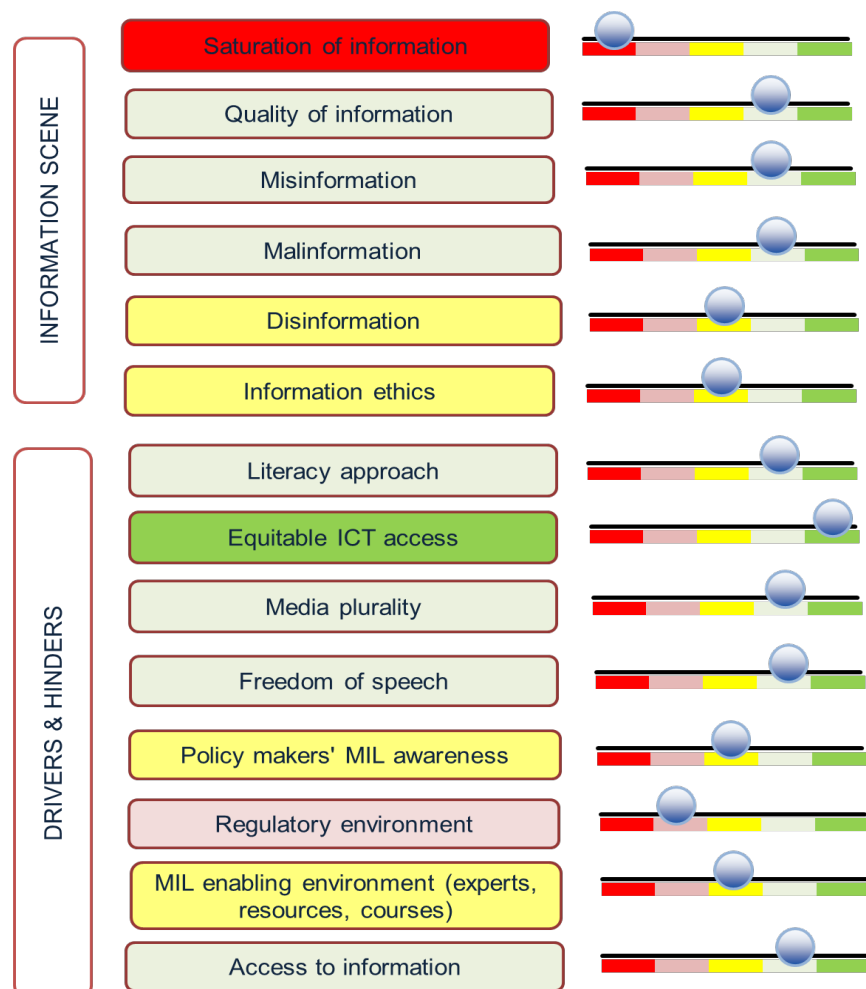 INFORMATION SCENE
Saturation of information
Quality of information
Misinformation
Malinformation
Disinformation
Information ethics
DRIVERS & HINDERS
Literacy approach
Equitable ICT access
Media plurality
Freedom of speech
Policy makers' MIL awareness
Regulatory environment
MIL enabling environment (experts,
resources, courses)
Access to information